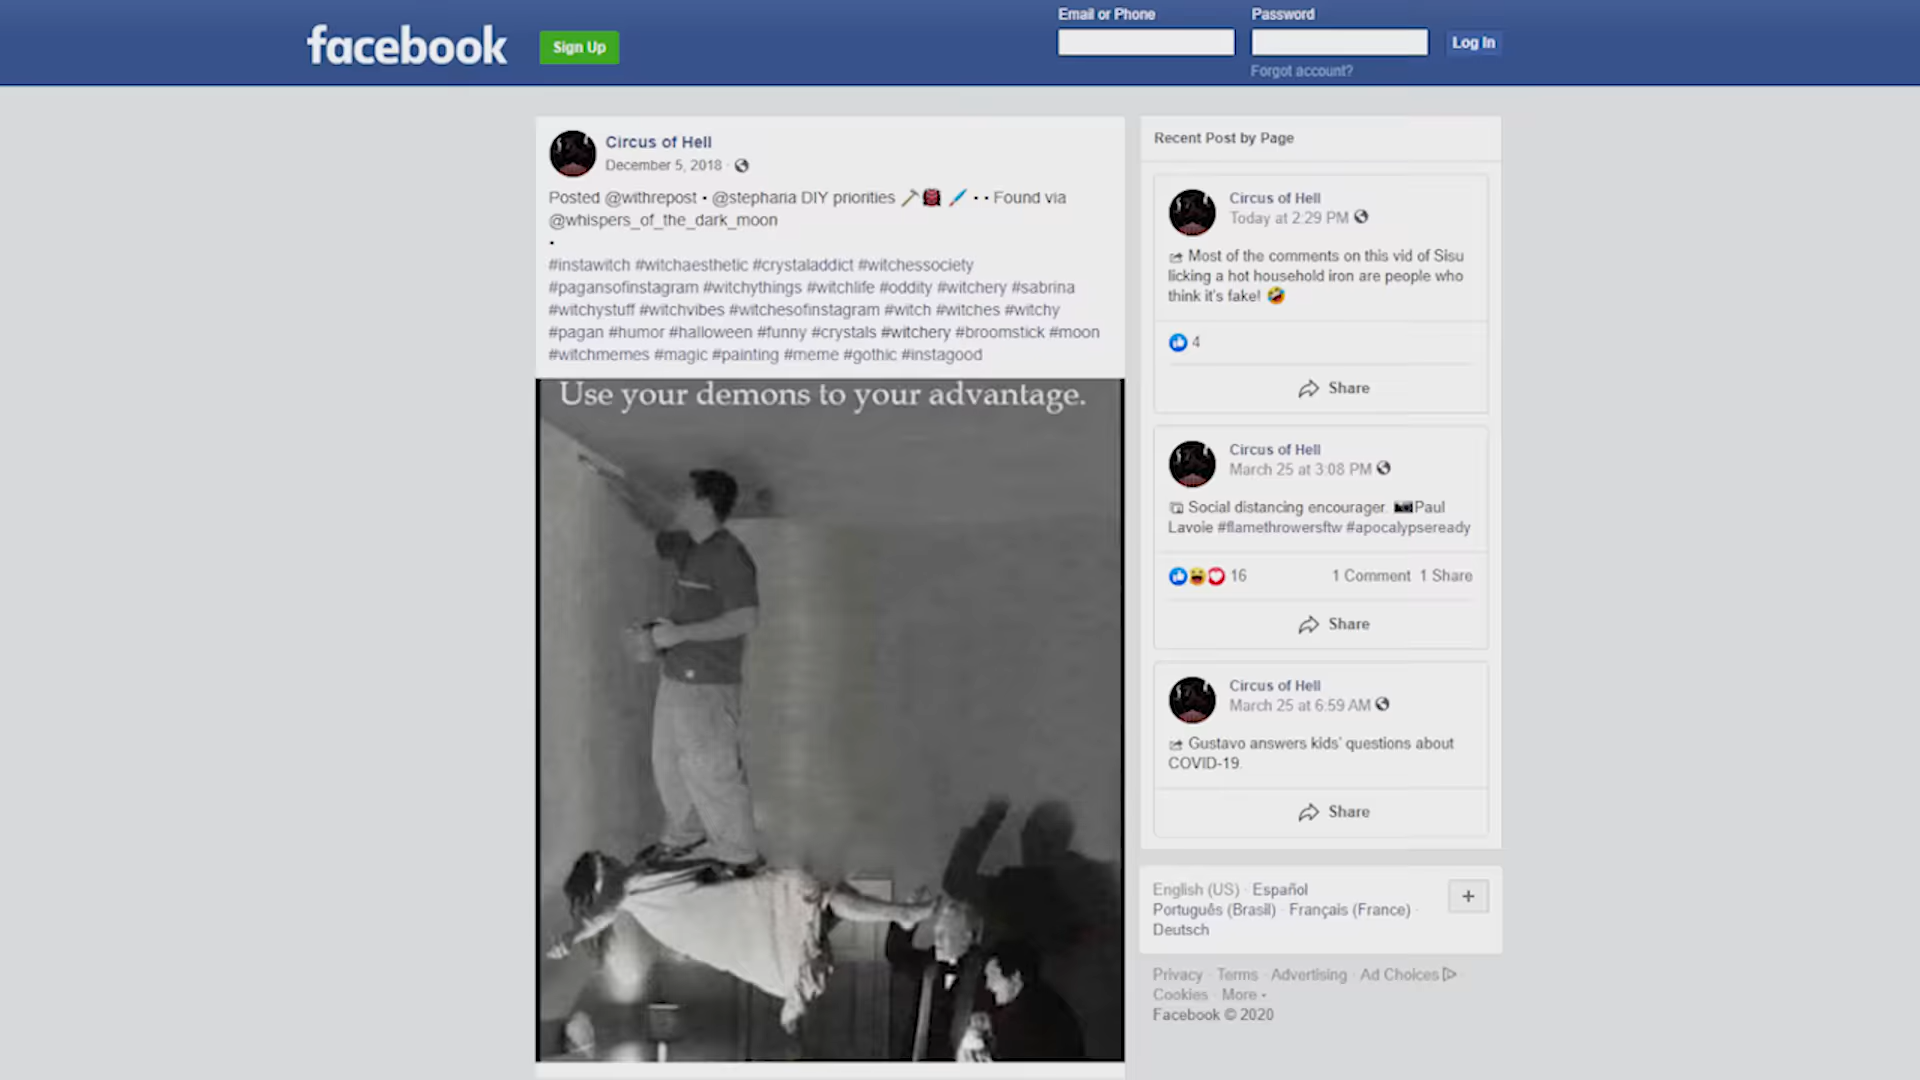 facebook
Sign Up
Email or Phone
Password
Log In
Forgot account?
Circus of Hell
December 5, 2018 ·
Posted @withrepost • @stepharia DIY priorities 🔨👹🖌️ • • Found via
@whispers_of_the_dark_moon
•
#instawitch #witchaesthetic #crystaladdict #witchessociety
#pagansofinstagram #witchythings #witchlife #oddity #witchery #sabrina
#witchystuff #witchvibes #witchesofinstagram #witch #witches #witchy
#pagan #humor #halloween #funny #crystals #witchery #broomstick #moon
#witchmemes #magic #painting #meme #gothic #instagood
Use your demons to your advantage.
Recent Post by Page
Circus of Hell
Today at 2:29 PM
Most of the comments on this vid of Sisu
licking a hot household iron are people who
think it's fake! 🤣
4
Share
Circus of Hell
March 25 at 3:08 PM
Social distancing encourager. 📷Paul
Lavoie #flamethrowersftw #apocalypseready
16
1 Comment 1 Share
Share
Circus of Hell
March 25 at 6:59 AM
Gustavo answers kids' questions about
COVID-19.
Share
English (US) · Español ·
Português (Brasil) · Français (France) ·
Deutsch
+
Privacy · Terms · Advertising · Ad Choices ·
Cookies · More
Facebook © 2020